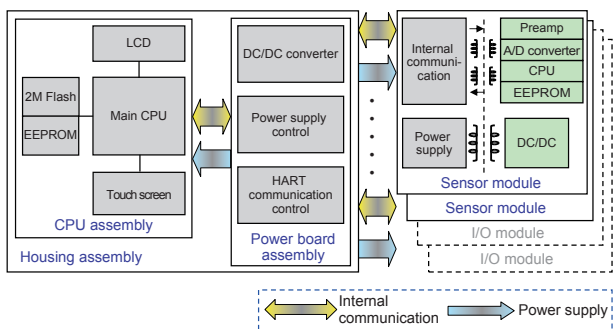 LCD
2M Flash
EEPROM
Main CPU
Touch screen
CPU assembly
Housing assembly
DC/DC converter
Power supply
control
HART
communication
control
Power board
assembly
Internal
communi-
cation
Preamp
A/D converter
CPU
EEPROM
Power
supply
DC/DC
Sensor module
Sensor module
I/O module
I/O module
Internal
communication
Power supply